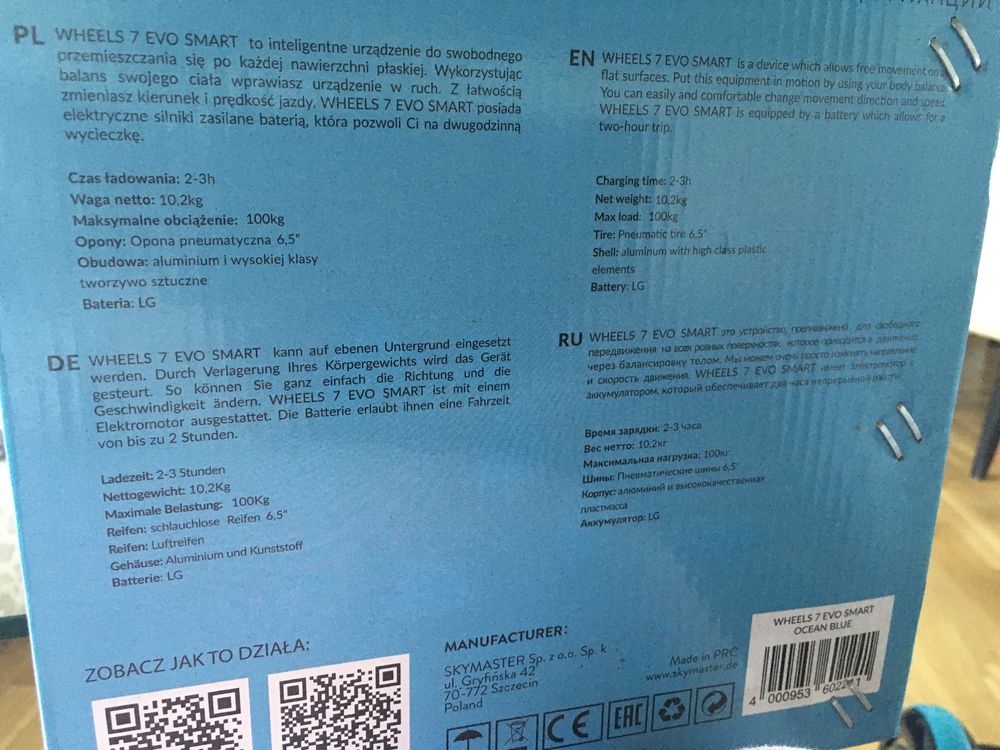 PL WHEELS 7 EVO SMART to inteligentne urządzenie do swobodnego
przemieszczania się po każdej nawierzchni płaskiej. Wykorzystując
balans swojego ciała wprawiasz urządzenie w ruch. Z łatwością
zmieniasz kierunek i prędkość jazdy. WHEELS 7 EVO SMART posiada
elektryczne silniki zasilane baterią, która pozwoli Ci na dwugodzinną
wycieczkę.
Czas ładowania: 2-3h
Waga netto: 10,2kg
Maksymalne obciążenie: 100kg
Opony: Opona pneumatyczna 6,5"
Obudowa: aluminium i wysokiej klasy
tworzywo sztuczne
Bateria: LG
EN WHEELS 7 EVO SMART is a device which allows free movement on all
flat surfaces. Put this equipment in motion by using your body balance.
You can easily and comfortable change movement direction and speed.
WHEELS 7 EVO SMART is equipped by a battery which allows for a
two-hour trip.
Charging time: 2-3h
Net weight: 10,2kg
Max load: 100kg
Tire: Pneumatic tire 6,5"
Shell: aluminum with high class plastic
elements
Battery: LG
DE WHEELS 7 EVO SMART kann auf ebenen Untergrund eingesetzt
werden. Durch Verlagerung Ihres Körpergewichts wird das Gerät
gesteurt. So können Sie ganz einfach die Richtung und die
Geschwindigkeit ändern. WHEELS 7 EVO SMART ist mit einem
Elektromotor ausgestattet. Die Batterie erlaubt ihnen eine Fahrzeit
von bis zu 2 Stunden.
Ladezeit: 2-3 Stunden
Nettogewicht: 10,2Kg
Maximale Belastung: 100Kg
Reifen: schlauchlose Reifen 6,5"
Reifen: Luftreifen
Gehäuse: Aluminium und Kunststoff
Batterie: LG
RU WHEELS 7 EVO SMART это устройство, предназначено для свободного
передвижения на всех ровных поверхностях, которое приводится в движении
через балансировку телом. Мы можем очень просто изменить направление
и скорость движения. WHEELS 7 EVO SMART имеет электромотор с
аккумулятором, который обеспечивает два часа непрерывной работы.
Время зарядки: 2-3 часа
Вес нетто: 10,2кг
Максимальная нагрузка: 100кг
Шины: Пневматические шины 6,5"
Корпус: алюминий и высококачественная
пластмасса
Аккумулятор: LG
ZOBACZ JAK TO DZIAŁA:
MANUFACTURER:
SKYMASTER Sp. z o.o. Sp. k
ul. Gryfińska 42
70-772 Szczecin
Poland
Made in PRC
www.skymaster.de
CE EAC
WHEELS 7 EVO SMART
OCEAN BLUE